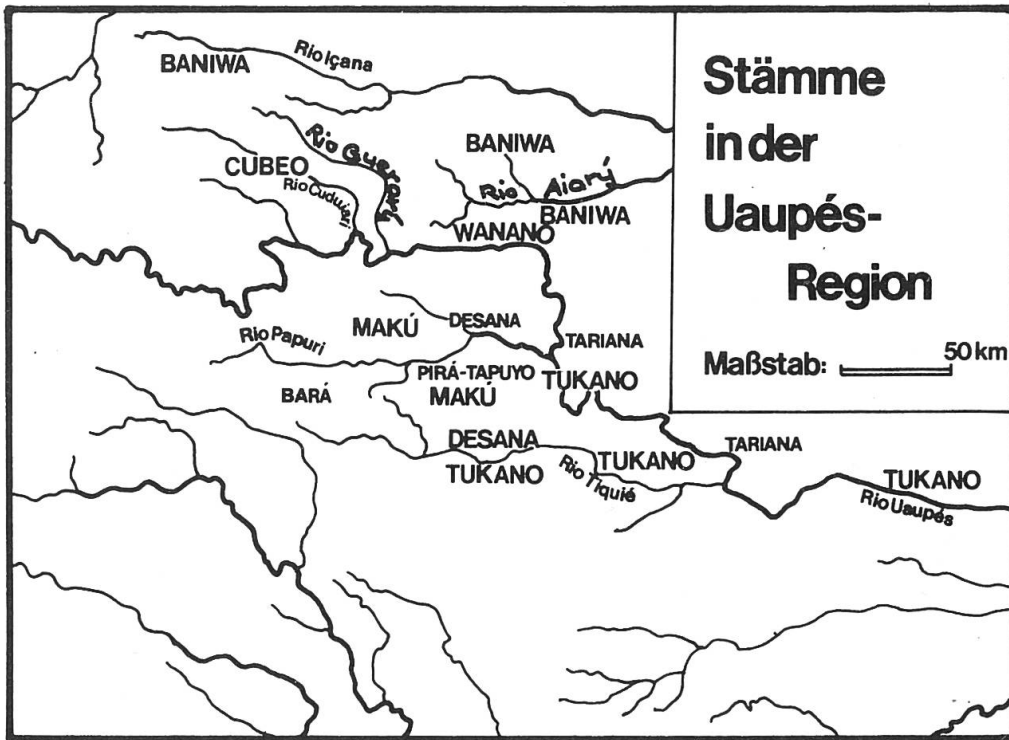 Stämme
in der
Uaupés-
Region
Maßstab: 50 km
Rio Içana
BANIWA
Rio Querarý
BANIWA
CUBEO
Rio Cuduiari
Rio Aiarý
BANIWA
WANANO
MAKÚ
DESANA
Rio Papuri
TARIANA
PIRÁ-TAPUYO
TUKANO
BARÁ
MAKÚ
DESANA
TARIANA
TUKANO
TUKANO
Rio Tiquié
TUKANO
Rio Uaupés